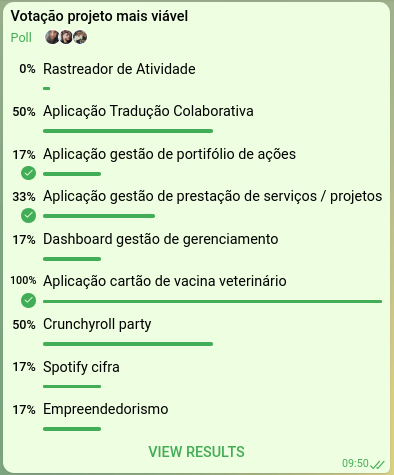 Votação projeto mais viável
Poll
0% Rastreador de Atividade
50% Aplicação Tradução Colaborativa
17% Aplicação gestão de portifólio de ações
33% Aplicação gestão de prestação de serviços / projetos
17% Dashboard gestão de gerenciamento
100% Aplicação cartão de vacina veterinário
50% Crunchyroll party
17% Spotify cifra
17% Empreendedorismo
VIEW RESULTS
09:50